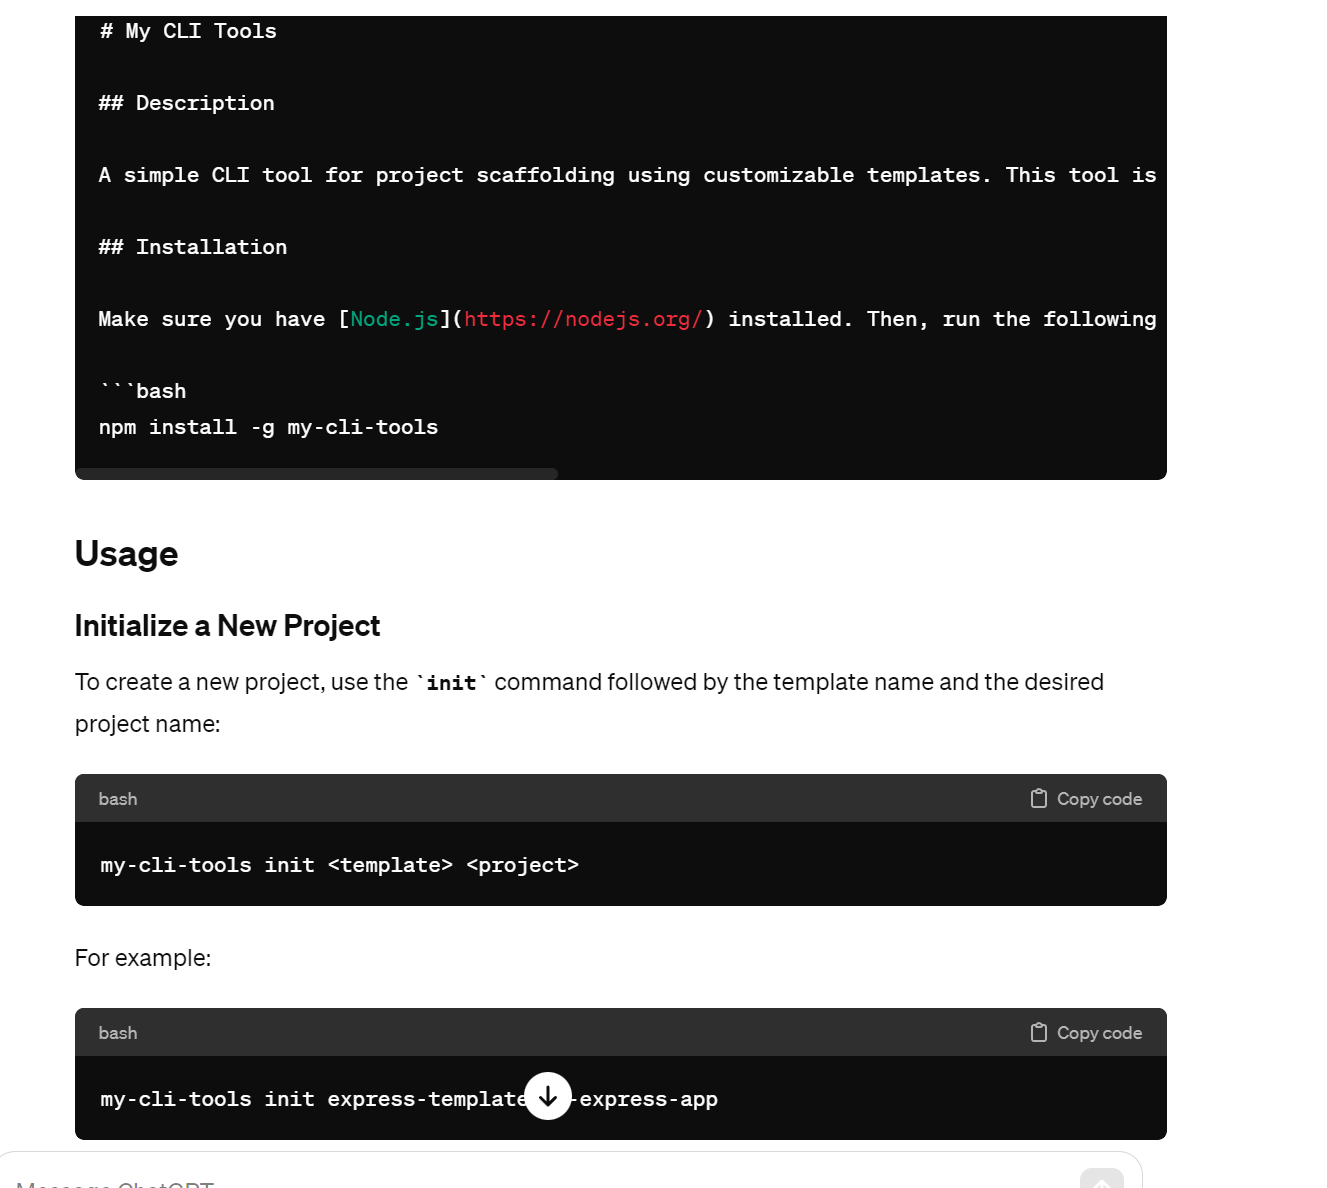 # My CLI Tools
## Description
A simple CLI tool for project scaffolding using customizable templates. This tool is
## Installation
Make sure you have [Node.js](https://nodejs.org/) installed. Then, run the following
```bash
npm install -g my-cli-tools
Usage
Initialize a New Project
To create a new project, use the `init` command followed by the template name and the desired
project name:
bash Copy code
my-cli-tools init <template> <project>
For example:
bash Copy code
my-cli-tools init express-template -express-app
Message ChatGPT